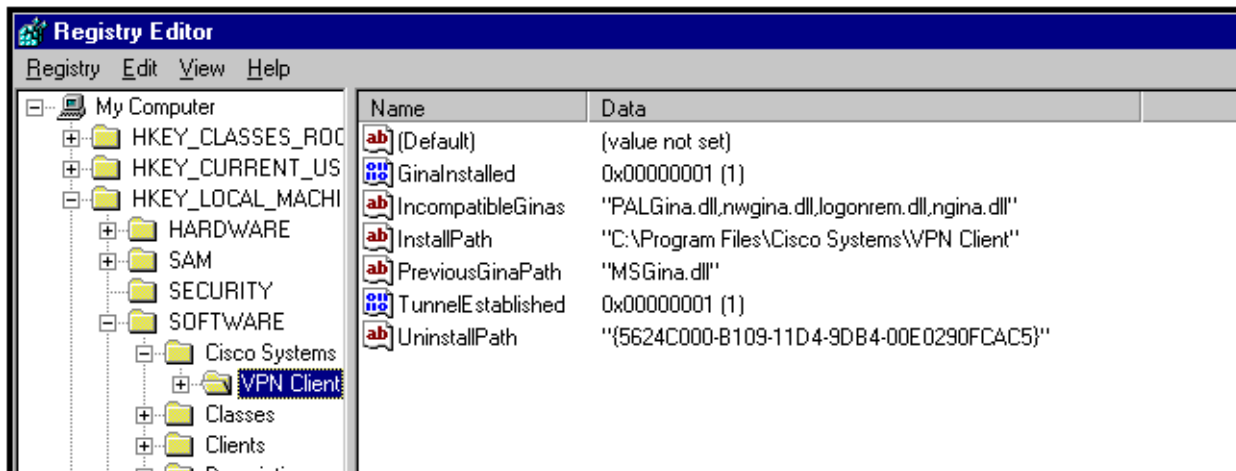 Registry Editor
Registry Edit View Help
My Computer
HKEY_CLASSES_ROO
HKEY_CURRENT_US
HKEY_LOCAL_MACHI
HARDWARE
SAM
SECURITY
SOFTWARE
Cisco Systems
VPN Client
Classes
Clients
Name Data
(Default) (value not set)
GinaInstalled 0x00000001 (1)
IncompatibleGinas "PALGina.dll,nwgina.dll,logonrem.dll,ngina.dll"
InstallPath "C:\Program Files\Cisco Systems\VPN Client"
PreviousGinaPath "MSGina.dll"
TunnelEstablished 0x00000001 (1)
UninstallPath "{5624C000-B109-11D4-9DB4-00E0290FCAC5}"